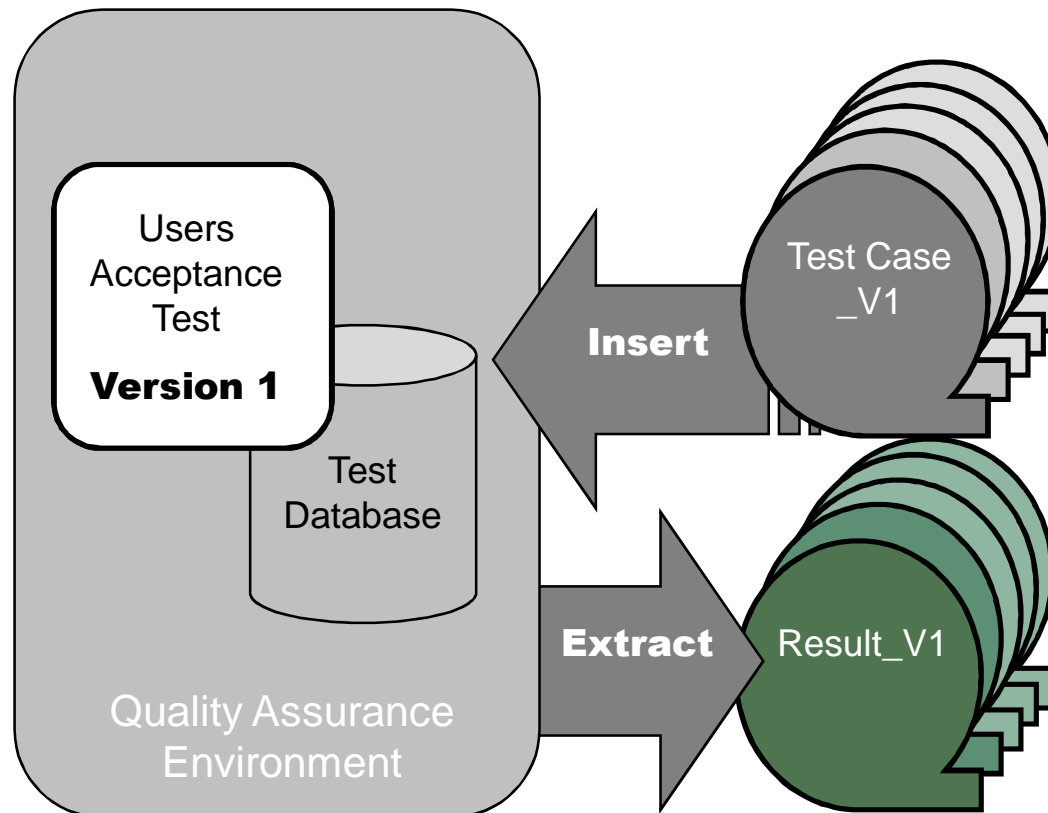 Users
Acceptance
Test
Version 1
Test
Database
Quality Assurance
Environment
Insert
Test Case
_V1
Extract
Result_V1